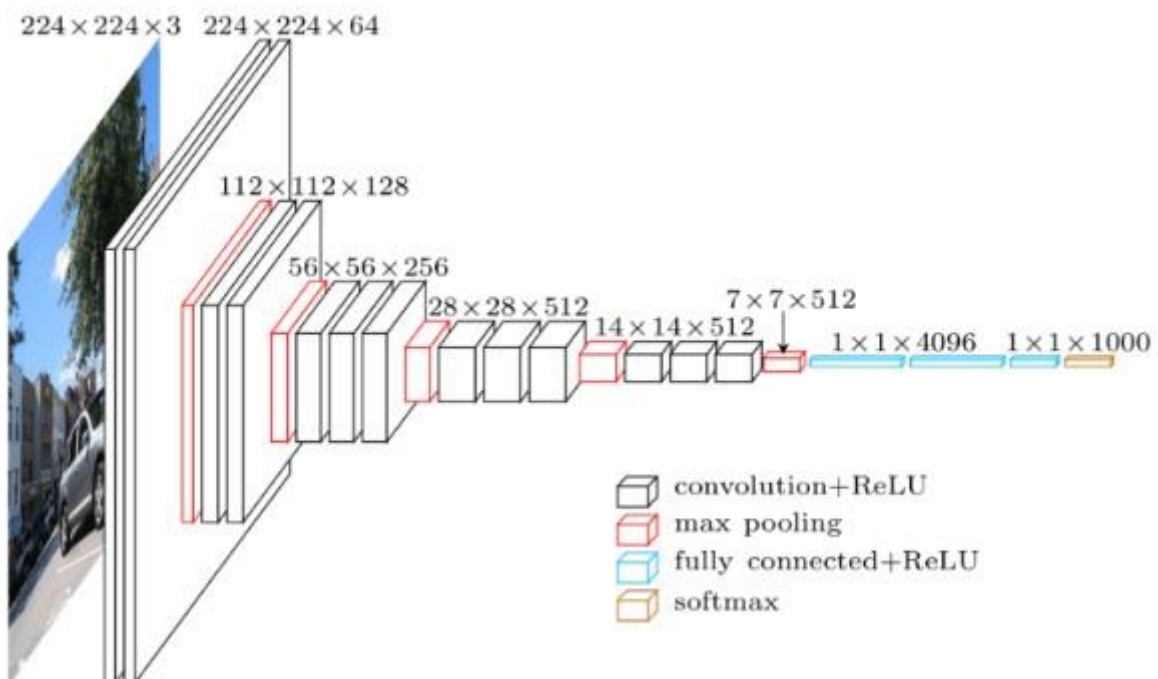 224 × 224 × 3
224 × 224 × 64
112 × 112 × 128
56 × 56 × 256
28 × 28 × 512
14 × 14 × 512
7 × 7 × 512
1 × 1 × 4096
1 × 1 × 1000
convolution+ReLU
max pooling
fully connected+ReLU
softmax